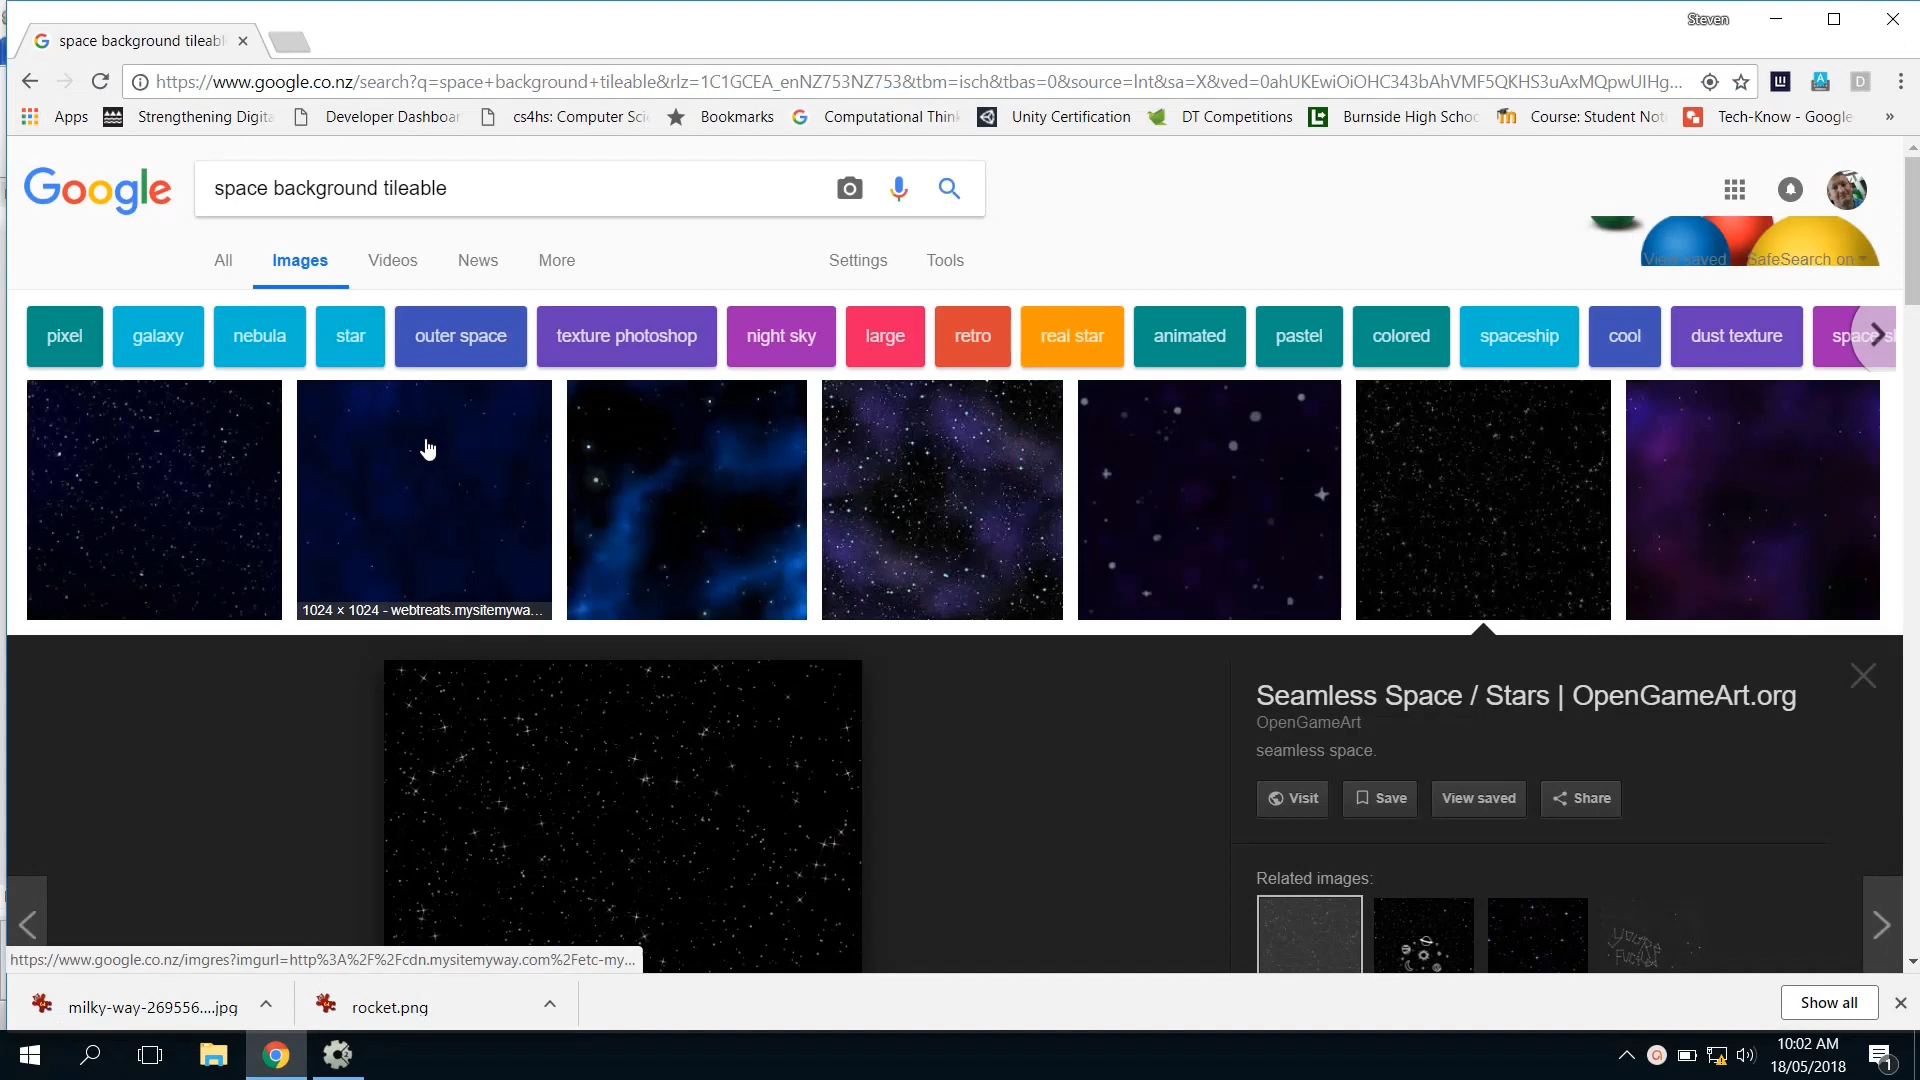 Steven
space background tileabl
https://www.google.co.nz/search?q=space+background+tileable&rlz=1C1GCEA_enNZ753NZ753&tbm=isch&tbas=0&source=lnt&sa=X&ved=0ahUKEwiOiOHC343bAhVMF5QKHS3uAxMQpwUIHg...
Apps Strengthening Digita Developer Dashboar cs4hs: Computer Sci Bookmarks Computational Think Unity Certification DT Competitions Burnside High Schoo Course: Student Not Tech-Know - Google »
Google
space background tileable
All Images Videos News More Settings Tools View saved SafeSearch on
pixel galaxy nebula star outer space texture photoshop night sky large retro real star animated pastel colored spaceship cool dust texture space sl
1024 × 1024 - webtreats.mysitemywa...
Seamless Space / Stars | OpenGameArt.org
OpenGameArt
seamless space.
Visit Save View saved Share
Related images:
https://www.google.co.nz/imgres?imgurl=http%3A%2F%2Fcdn.mysitemyway.com%2Fetc-my...
milky-way-269556....jpg rocket.png Show all
10:02 AM
18/05/2018
1